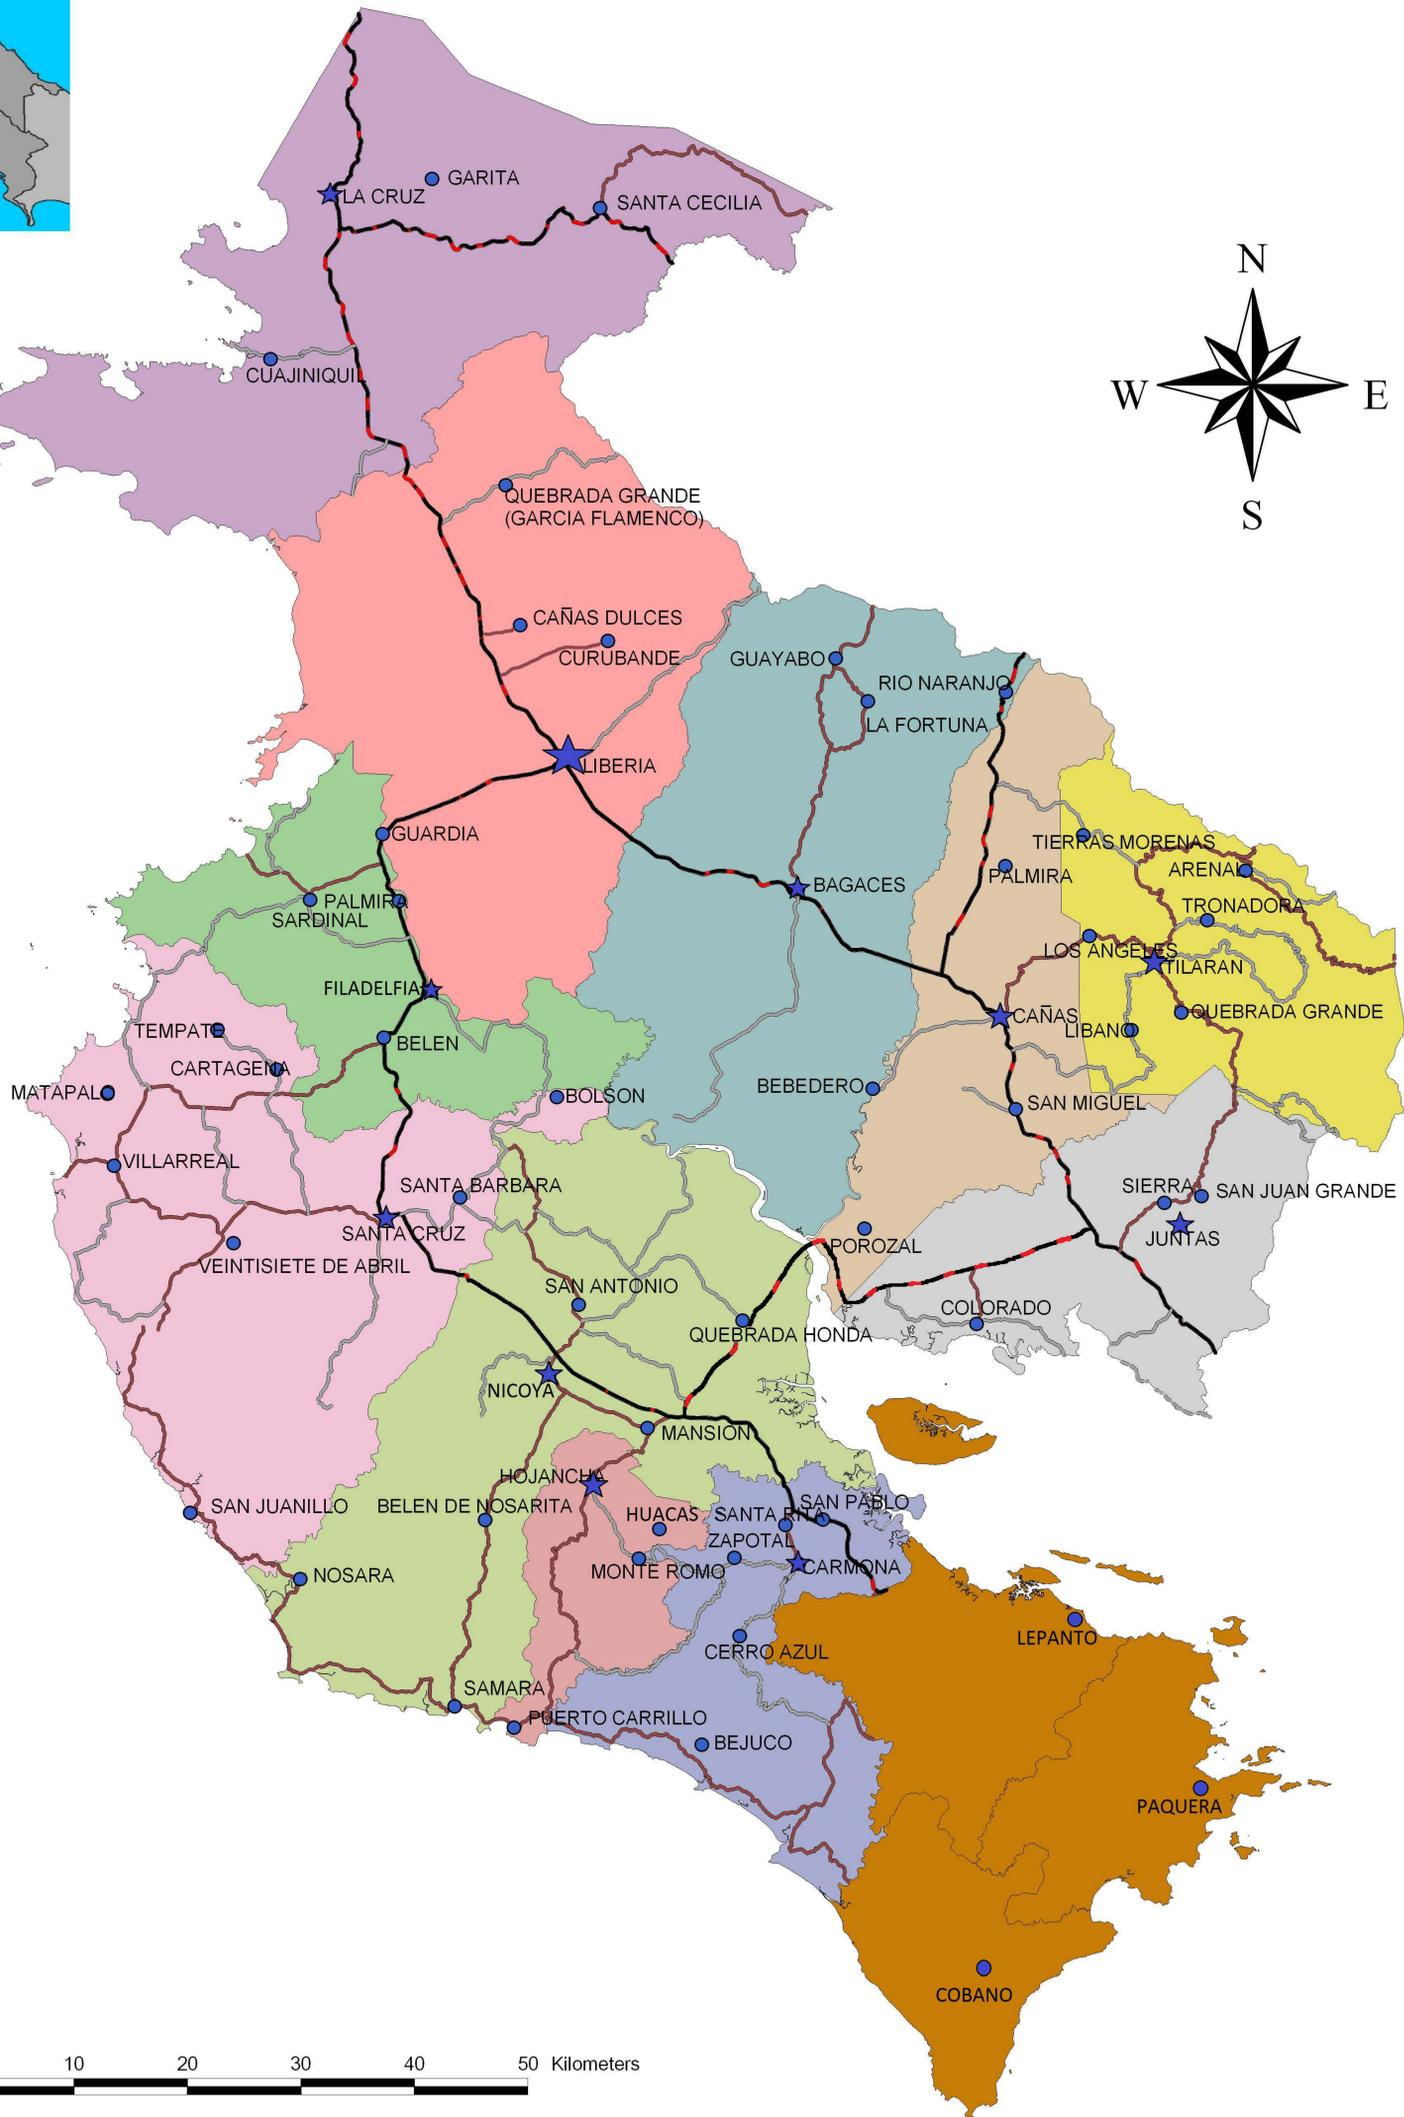 GARITA
LA CRUZ
SANTA CECILIA
N
W
E
S
CUAJINIQUIL
QUEBRADA GRANDE
(GARCIA FLAMENCO)
CAÑAS DULCES
CURUBANDE
GUAYABO
RIO NARANJO
LA FORTUNA
LIBERIA
GUARDIA
TIERRAS MORENAS
ARENAL
PALMIRA
BAGACES
PALMIRA
SARDINAL
TRONADORA
LOS ANGELES
TILARAN
FILADELFIA
QUEBRADA GRANDE
CAÑAS
LIBANO
TEMPATE
BELEN
CARTAGENA
MATAPALO
BOLSON
BEBEDERO
SAN MIGUEL
VILLARREAL
SANTA BARBARA
SIERRA
SAN JUAN GRANDE
SANTA CRUZ
JUNTAS
POROZAL
VEINTISIETE DE ABRIL
SAN ANTONIO
COLORADO
QUEBRADA HONDA
NICOYA
MANSION
HOJANCHA
SAN PABLO
SAN JUANILLO
BELEN DE NOSARITA
HUACAS
SANTA RITA
ZAPOTAL
MONTE ROMO
CARMONA
NOSARA
LEPANTO
CERRO AZUL
SAMARA
PUERTO CARRILLO
BEJUCO
PAQUERA
COBANO
10 20 30 40 50 Kilometers